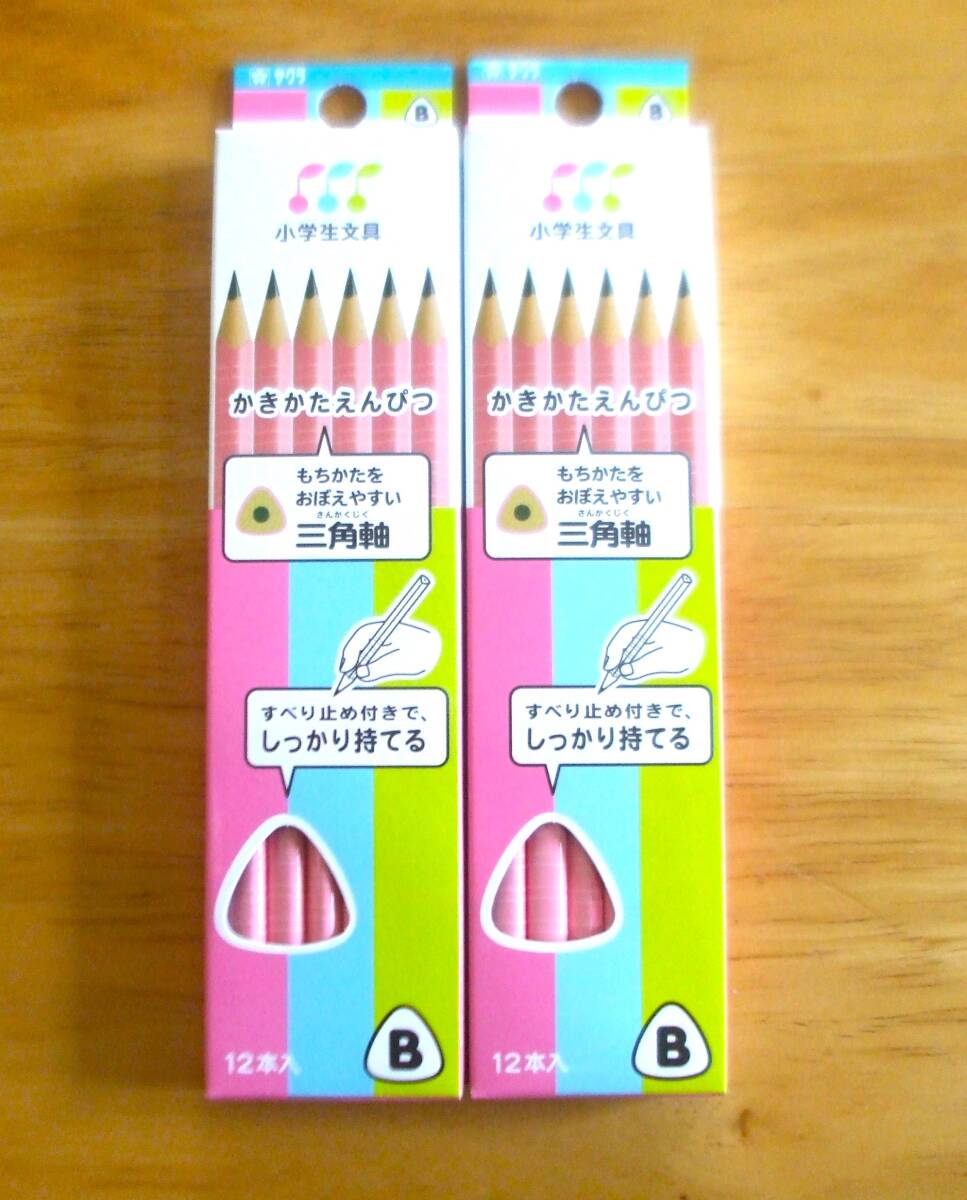 サクラ
B
小学生文具
かきかたえんぴつ
もちかたを
おぼえやすい
さんかくじく
三角軸
すべり止め付きで、
しっかり持てる
12本入
B
サクラ
B
小学生文具
かきかたえんぴつ
もちかたを
おぼえやすい
さんかくじく
三角軸
すべり止め付きで、
しっかり持てる
12本入
B